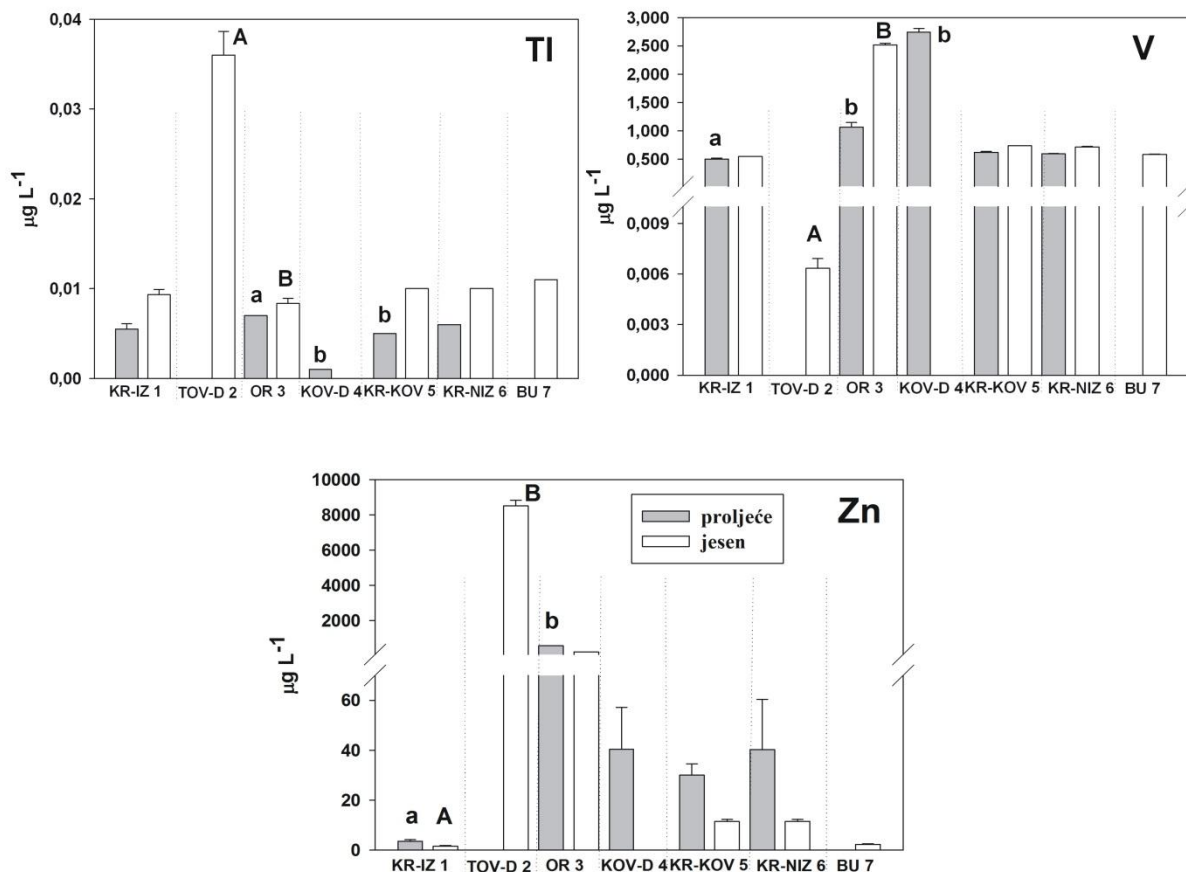 Tl
0,04
0,03
0,02
0,01
0,00
µg L-1
A
a
B
b
b
KR-IZ 1 TOV-D 2 OR 3 KOV-D 4 KR-KOV 5 KR-NIZ 6 BU 7
V
3,000
2,500
2,000
1,500
1,000
0,500
0,009
0,006
0,003
0,000
µg L-1
a
A
b
B
b
KR-IZ 1 TOV-D 2 OR 3 KOV-D 4 KR-KOV 5 KR-NIZ 6 BU 7
Zn
10000
8000
6000
4000
2000
60
40
20
0
µg L-1
proljeće
jesen
a
A
B
b
KR-IZ 1 TOV-D 2 OR 3 KOV-D 4 KR-KOV 5 KR-NIZ 6 BU 7